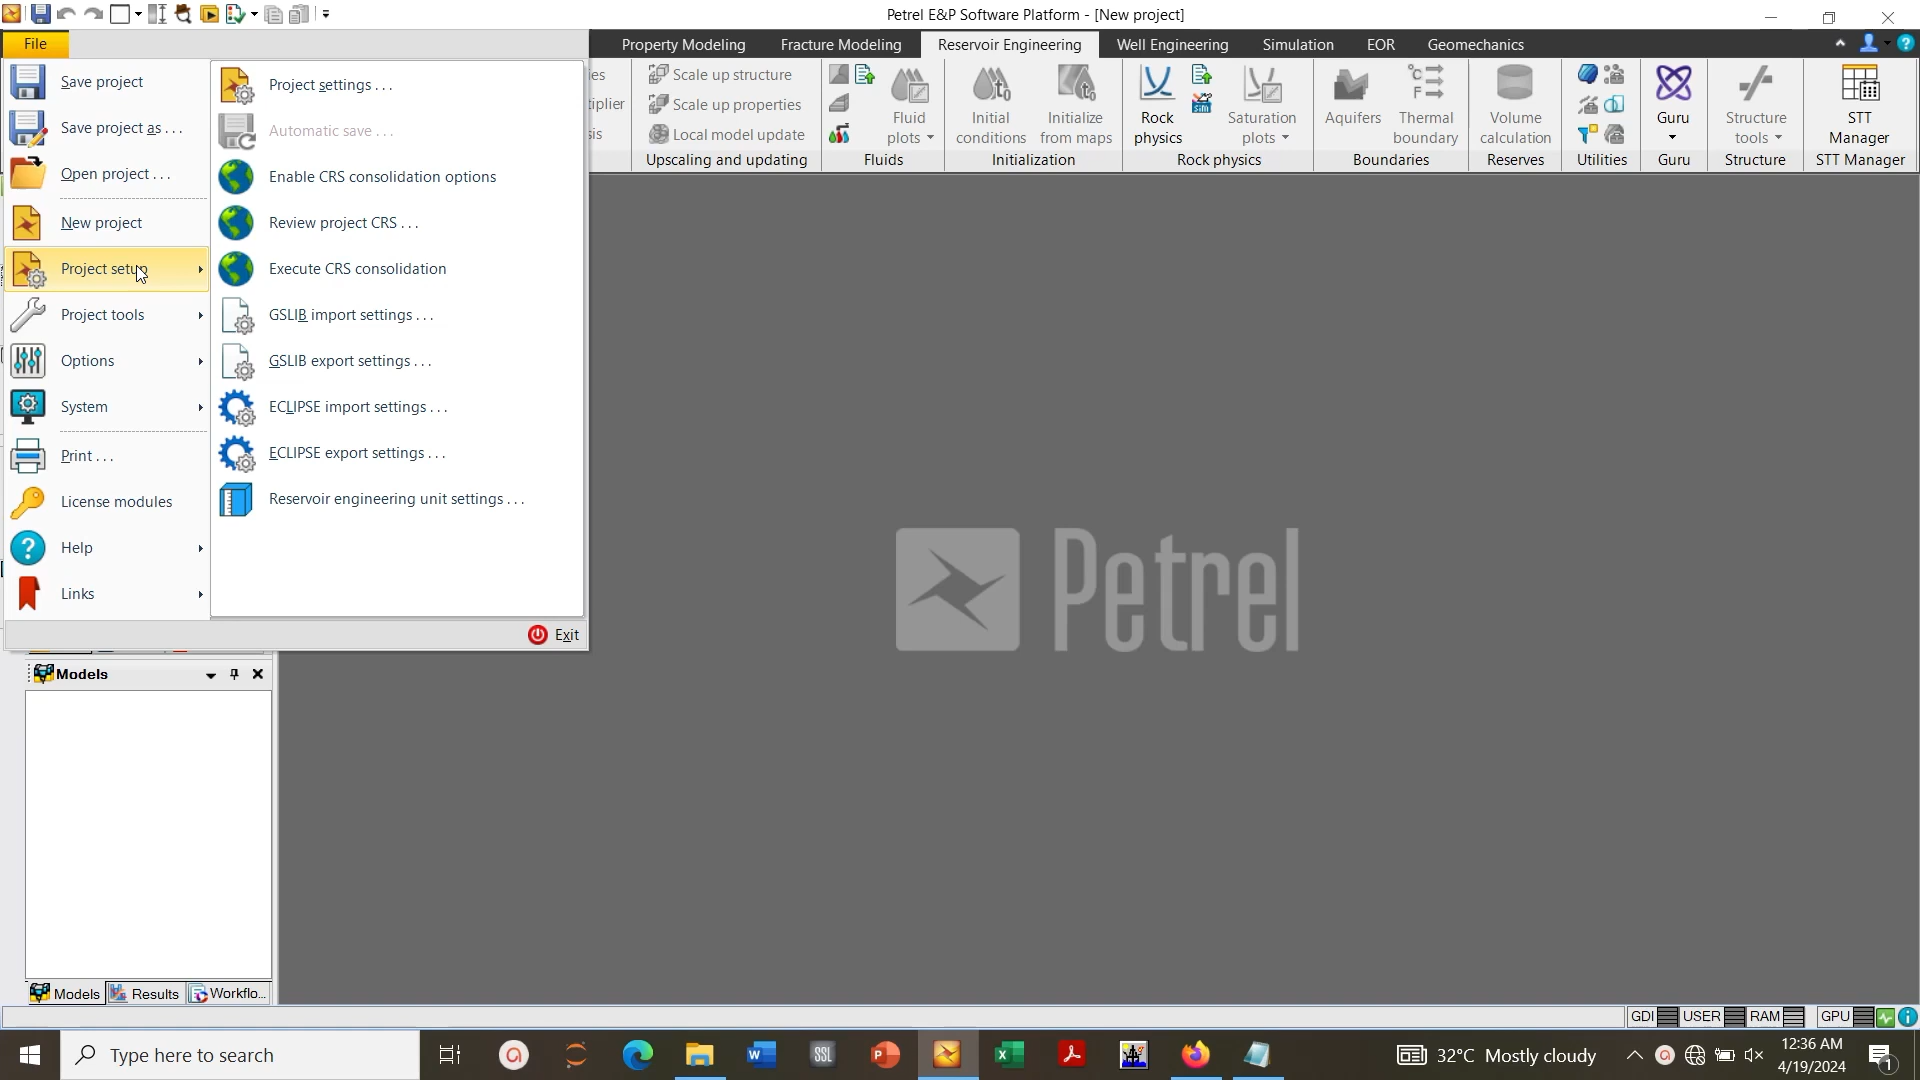 Petrel E&P Software Platform - [New project]
File
Property Modeling
Fracture Modeling
Reservoir Engineering
Well Engineering
Simulation
EOR
Geomechanics
Save project
Save project as . . .
Open project . . .
New project
Project setup
Project tools
Options
System
Print . . .
License modules
Help
Links
Project settings . . .
Automatic save . . .
Enable CRS consolidation options
Review project CRS . . .
Execute CRS consolidation
GSLIB import settings . . .
GSLIB export settings . . .
ECLIPSE import settings . . .
ECLIPSE export settings . . .
Reservoir engineering unit settings . . .
Exit
Scale up structure
Scale up properties
Local model update
Upscaling and updating
Fluid
plots
Fluids
Initial
conditions
Initialize
from maps
Initialization
Rock
physics
sim
Saturation
plots
Rock physics
Aquifers
°C
F
Thermal
boundary
Boundaries
Volume
calculation
Reserves
Utilities
Guru
Guru
Structure
tools
Structure
STT
Manager
STT Manager
Petrel
Models
Models
Results
Workflo...
GDI
USER
RAM
GPU
Type here to search
SSL
32°C Mostly cloudy
12:36 AM
4/19/2024
1